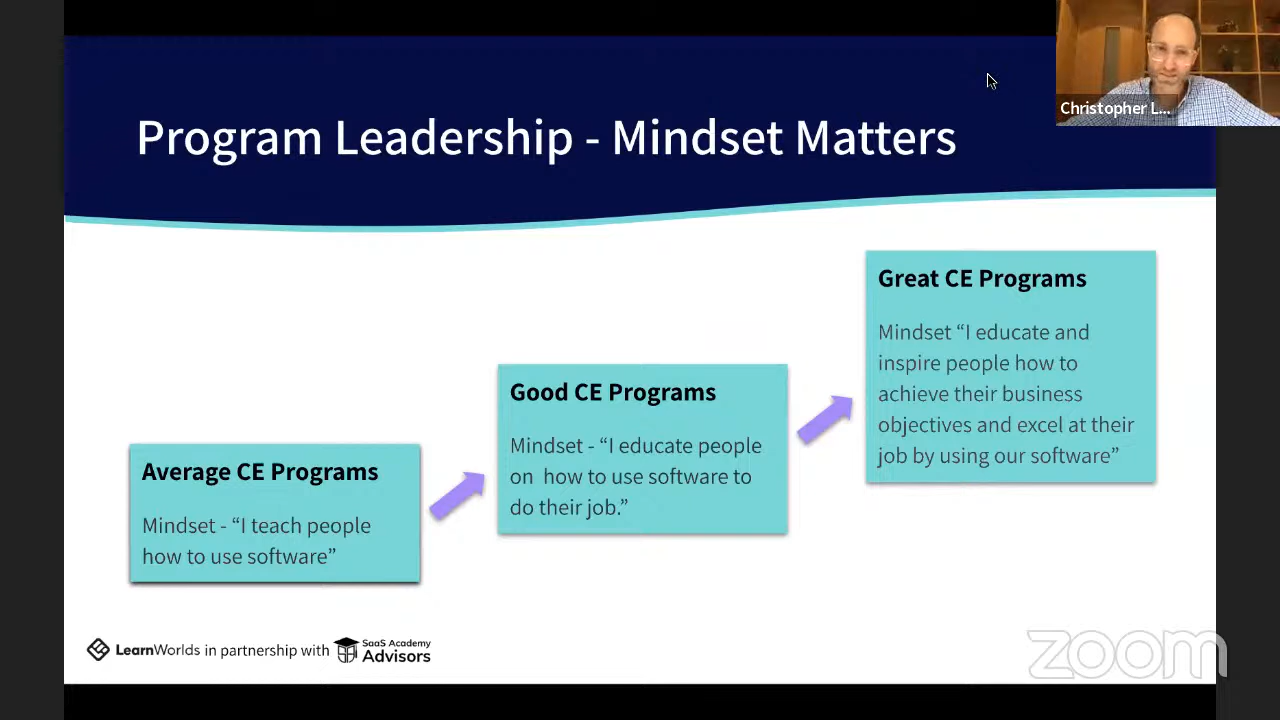 Christopher L...
Program Leadership - Mindset Matters
Great CE Programs
Mindset “I educate and
inspire people how to
achieve their business
objectives and excel at their
job by using our software”
Good CE Programs
Mindset - “I educate people
on how to use software to
do their job.”
Average CE Programs
Mindset - “I teach people
how to use software”
LearnWorlds in partnership with
SaaS Academy
Advisors
zoom